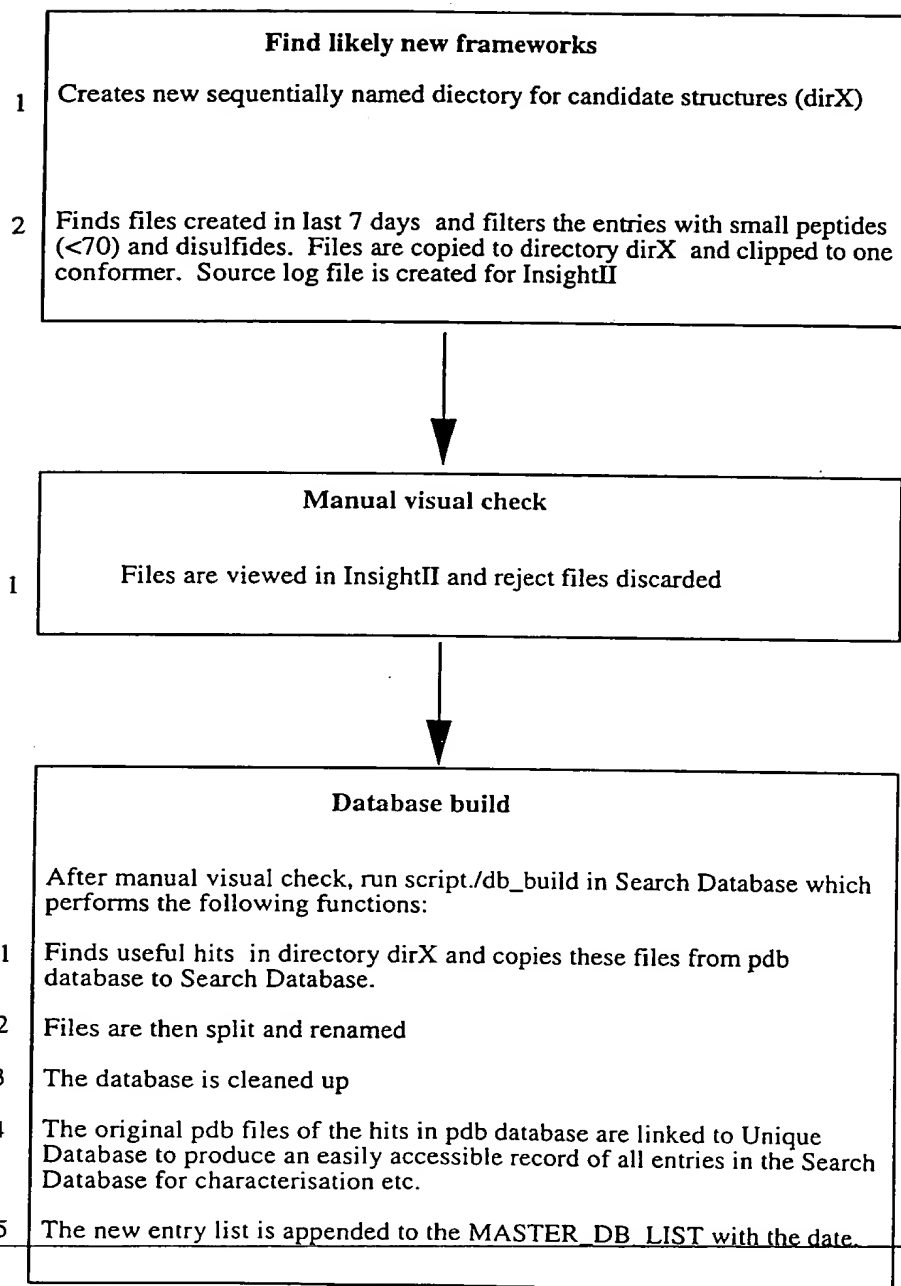 Find likely new frameworks
1 Creates new sequentially named diectory for candidate structures (dirX)
2 Finds files created in last 7 days and filters the entries with small peptides
(<70) and disulfides. Files are copied to directory dirX and clipped to one
conformer. Source log file is created for InsightII
Manual visual check
1 Files are viewed in InsightII and reject files discarded
Database build
After manual visual check, run script./db_build in Search Database which
performs the following functions:
1 Finds useful hits in directory dirX and copies these files from pdb
database to Search Database.
2 Files are then split and renamed
3 The database is cleaned up
4 The original pdb files of the hits in pdb database are linked to Unique
Database to produce an easily accessible record of all entries in the Search
Database for characterisation etc.
5 The new entry list is appended to the MASTER_DB_LIST with the date.